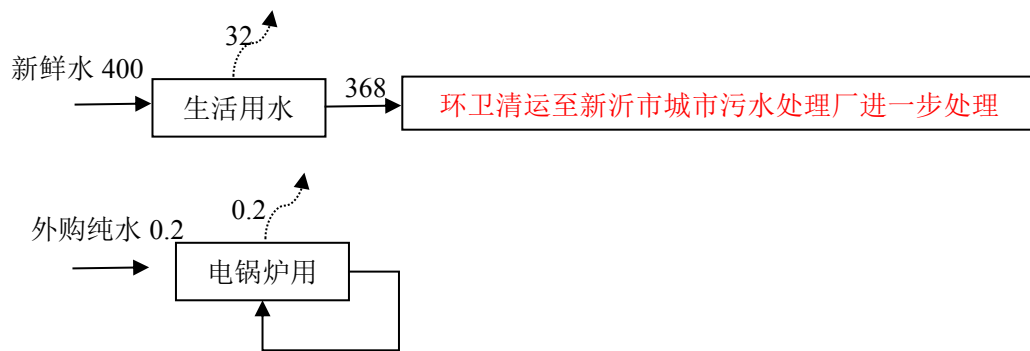 32
新鲜水 400
生活用水
368
环卫清运至新沂市城市污水处理厂进一步处理
0.2
外购纯水 0.2
电锅炉用